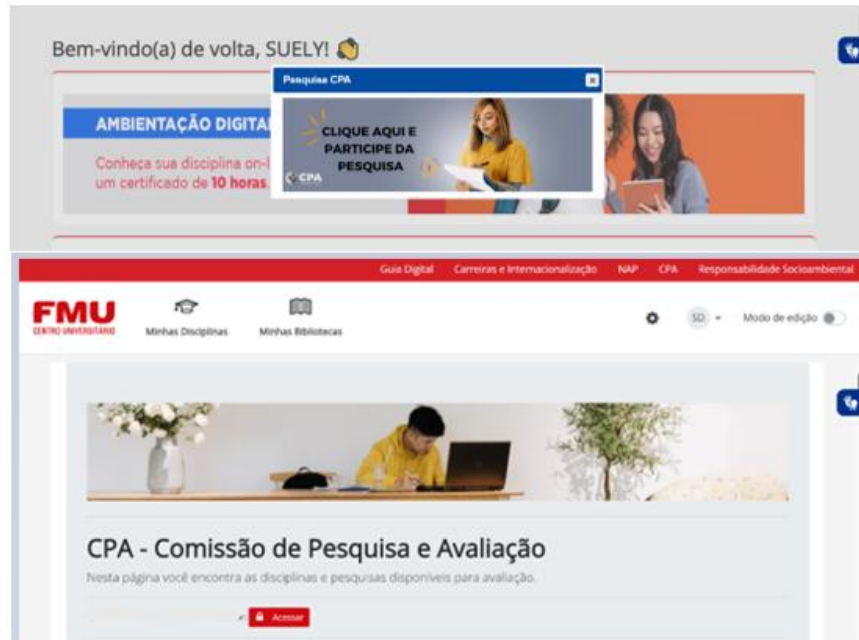 Bem-vindo(a) de volta, SUELY!
Pesquisa CPA
AMBIENTAÇÃO DIGITAL
Conheça sua disciplina on-l
um certificado de 10 horas.
CLIQUE AQUI E
PARTICIPE DA
PESQUISA
CPA
Guia Digital Carreiras e Internacionalização NAP CPA Responsabilidade Socioambiental
FMU
CENTRO UNIVERSITÁRIO
Minhas Disciplinas Minhas Bibliotecas
SD Modo de edição
CPA - Comissão de Pesquisa e Avaliação
Nesta página você encontra as disciplinas e pesquisas disponíveis para avaliação.
Acessar